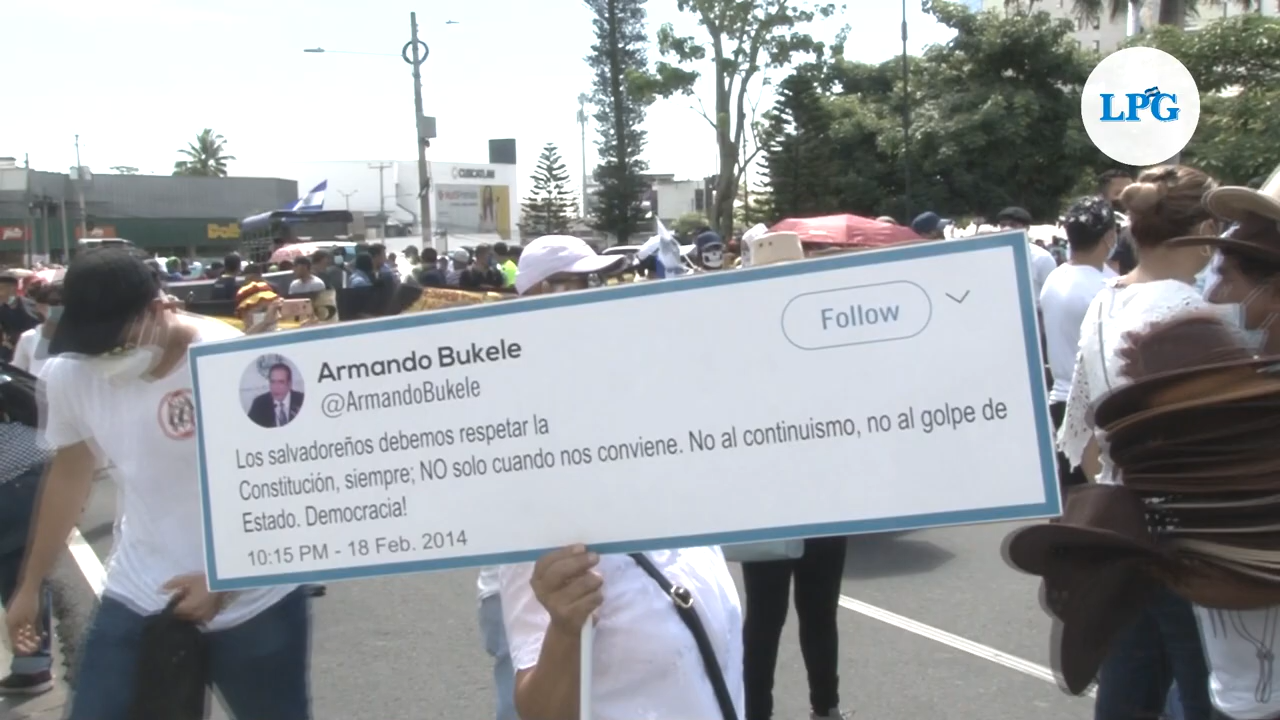 LPG
CUSCATLAN
Armando Bukele
@ArmandoBukele
Follow
Los salvadoreños debemos respetar la
Constitución, siempre; NO solo cuando nos conviene. No al continuismo, no al golpe de
Estado. Democracia!
10:15 PM - 18 Feb. 2014